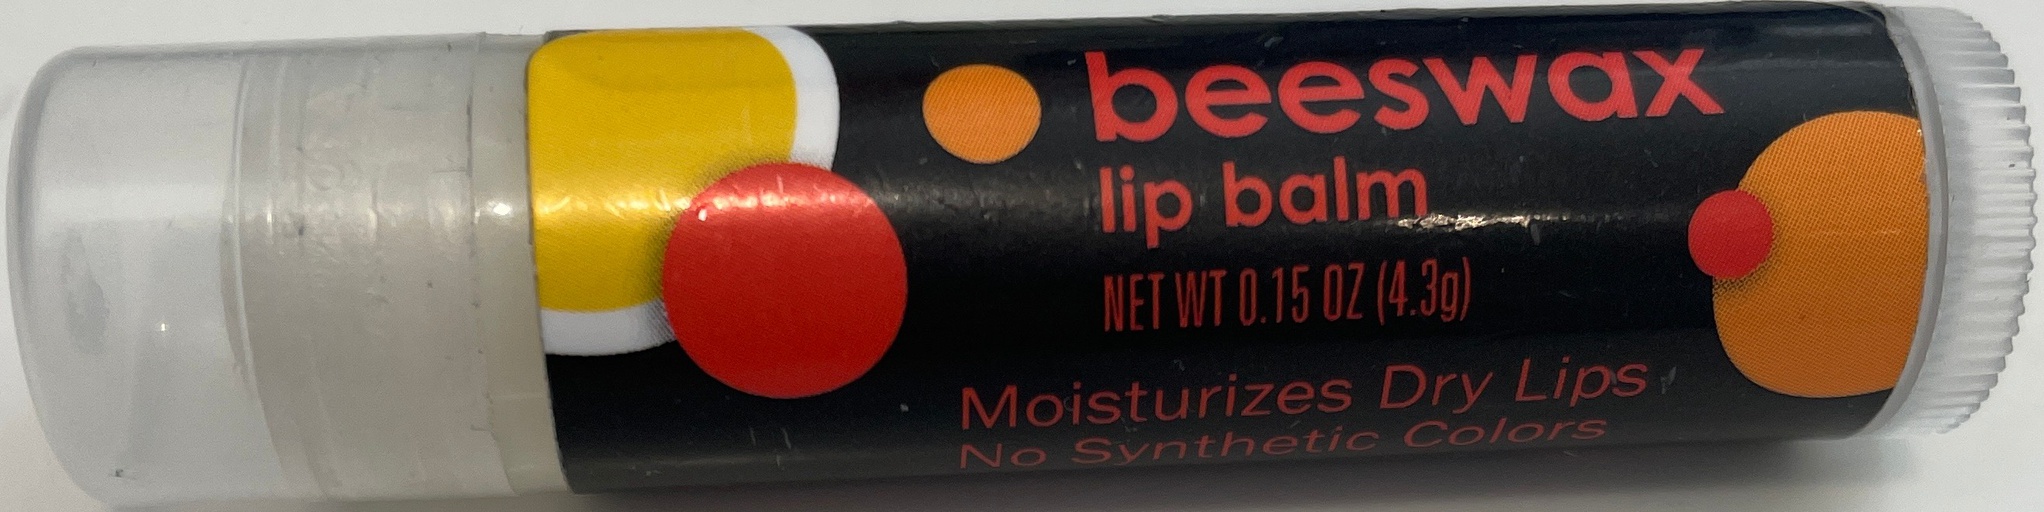 beeswax
lip balm
NET WT 0.15 OZ (4.3g)
Moisturizes Dry Lips
No Synthetic Colors